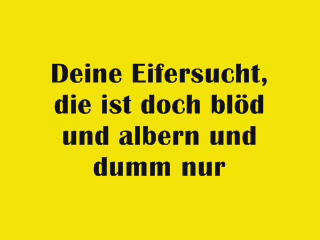 Deine Eifersucht,
die ist doch blöd
und albern und
dumm nur